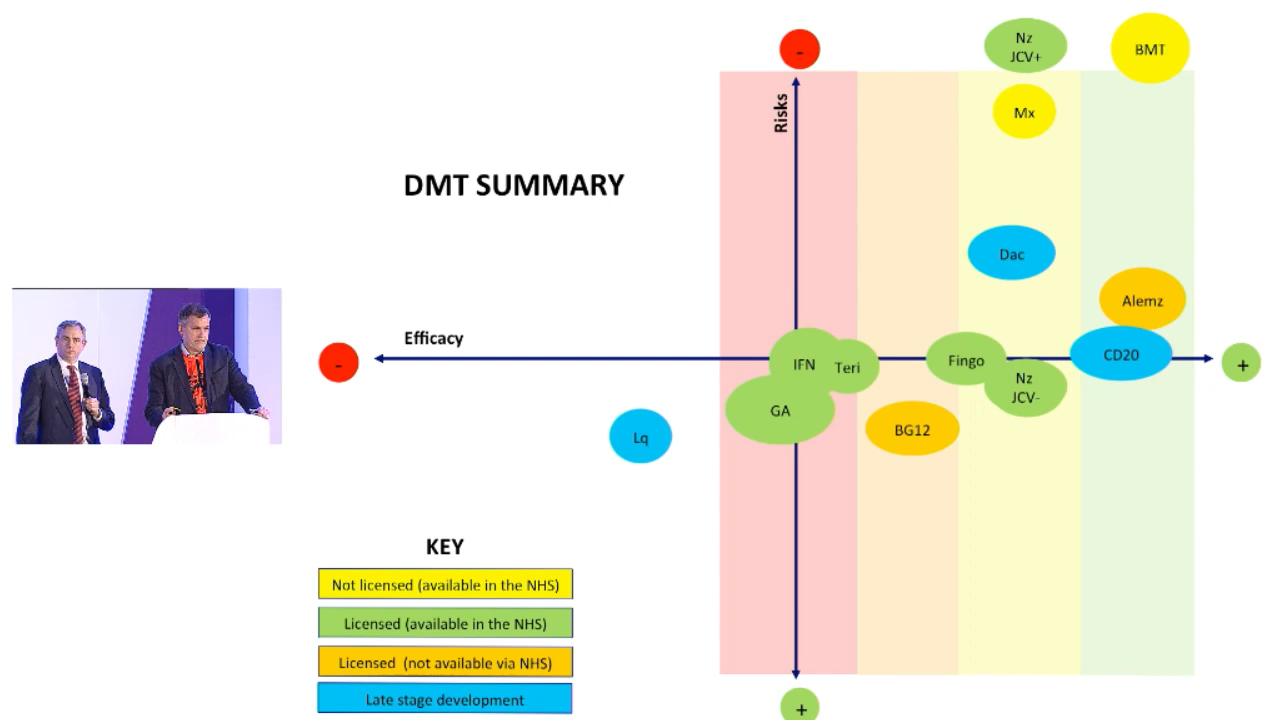 -
Nz
JCV+
BMT
Risks
Mx
DMT SUMMARY
Dac
Alemz
Efficacy
-
IFN
Teri
Fingo
CD20
+
Nz
JCV-
GA
BG12
Lq
KEY
Not licensed (available in the NHS)
Licensed (available in the NHS)
Licensed (not available via NHS)
Late stage development
+